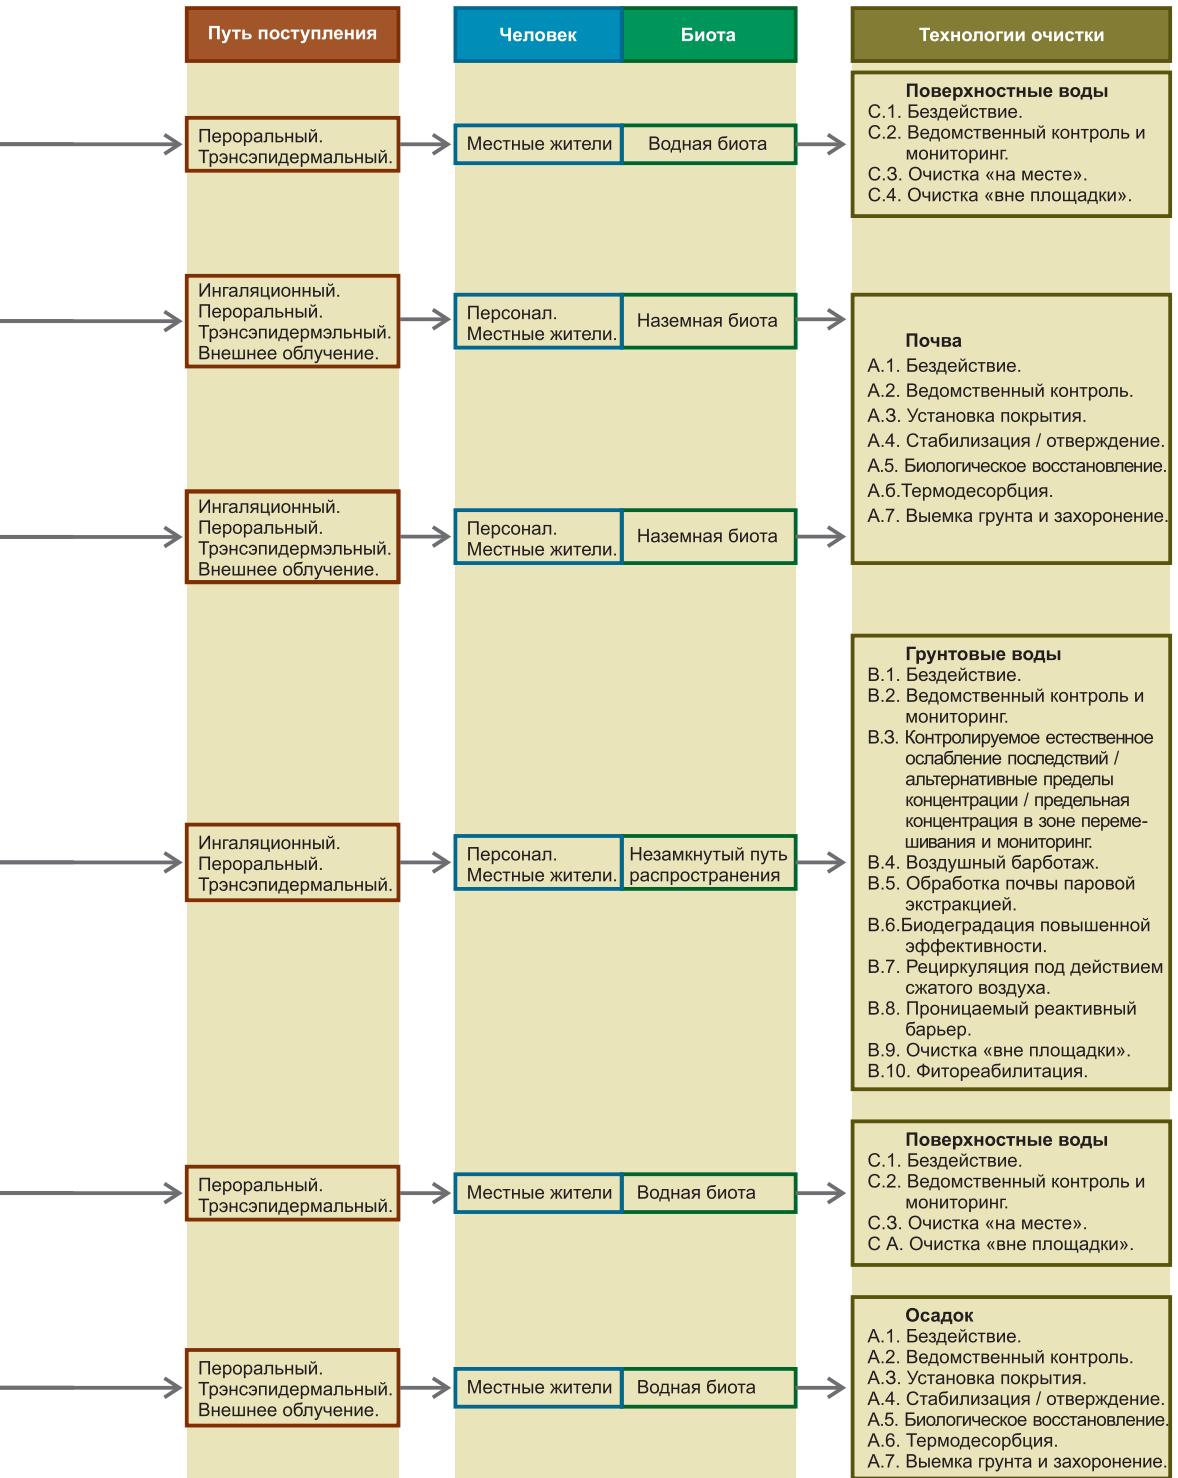 Путь поступления
Человек
Биота
Технологии очистки
Пероральный.
Трэнсэпидермальный.
Местные жители
Водная биота
Поверхностные воды
С.1. Бездействие.
С.2. Ведомственный контроль и
мониторинг.
С.3. Очистка «на месте».
С.4. Очистка «вне площадки».
Ингаляционный.
Пероральный.
Трэнсэпидермэльный.
Внешнее облучение.
Персонал.
Местные жители.
Наземная биота
Почва
А.1. Бездействие.
А.2. Ведомственный контроль.
А.3. Установка покрытия.
А.4. Стабилизация / отверждение.
А.5. Биологическое восстановление.
А.б.Термодесорбция.
А.7. Выемка грунта и захоронение.
Ингаляционный.
Пероральный.
Трэнсэпидермэльный.
Внешнее облучение.
Персонал.
Местные жители.
Наземная биота
Ингаляционный.
Пероральный.
Трэнсэпидермальный.
Персонал.
Местные жители.
Незамкнутый путь
распространения
Грунтовые воды
В.1. Бездействие.
В.2. Ведомственный контроль и
мониторинг.
В.3. Контролируемое естественное
ослабление последствий /
альтернативные пределы
концентрации / предельная
концентрация в зоне переме-
шивания и мониторинг.
В.4. Воздушный барботаж.
В.5. Обработка почвы паровой
экстракцией.
В.6.Биодеградация повышенной
эффективности.
В.7. Рециркуляция под действием
сжатого воздуха.
В.8. Проницаемый реактивный
барьер.
В.9. Очистка «вне площадки».
В.10. Фитореабилитация.
Пероральный.
Трэнсэпидермальный.
Местные жители
Водная биота
Поверхностные воды
С.1. Бездействие.
С.2. Ведомственный контроль и
мониторинг.
С.3. Очистка «на месте».
С А. Очистка «вне площадки».
Пероральный.
Трэнсэпидермальный.
Внешнее облучение.
Местные жители
Водная биота
Осадок
А.1. Бездействие.
А.2. Ведомственный контроль.
А.3. Установка покрытия.
А.4. Стабилизация / отверждение.
А.5. Биологическое восстановление.
А.6. Термодесорбция.
А.7. Выемка грунта и захоронение.